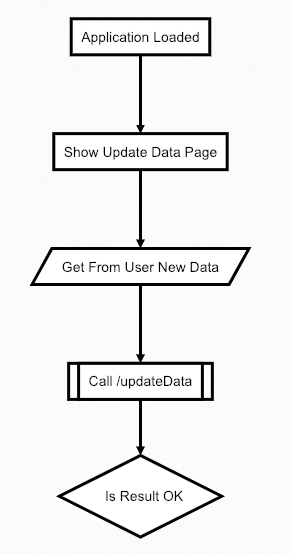 Application Loaded
Show Update Data Page
Get From User New Data
Call /updateData
Is Result OK